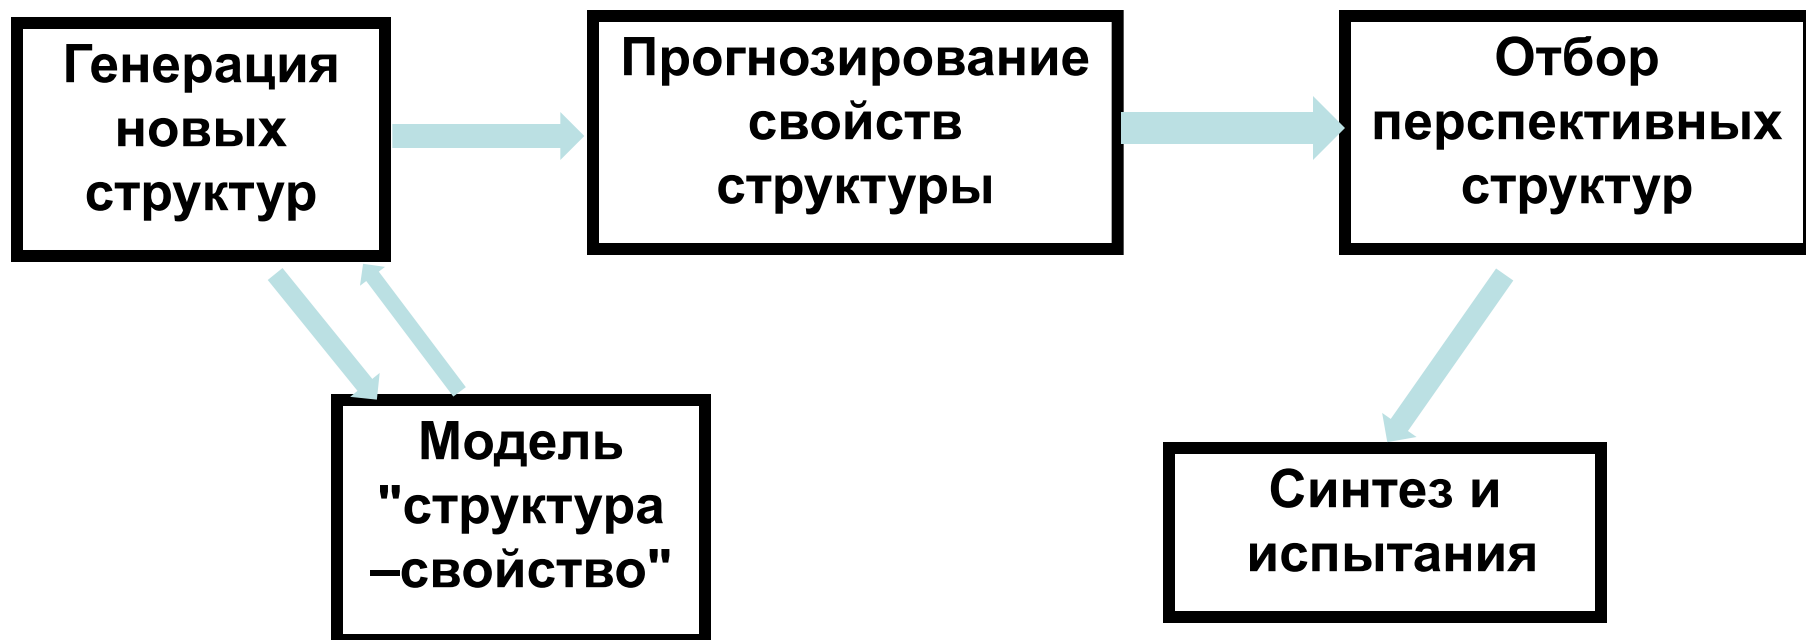 Генерация
новых
структур
Прогнозирование
свойств
структуры
Отбор
перспективных
структур
Модель
"структура
–свойство"
Синтез и
испытания